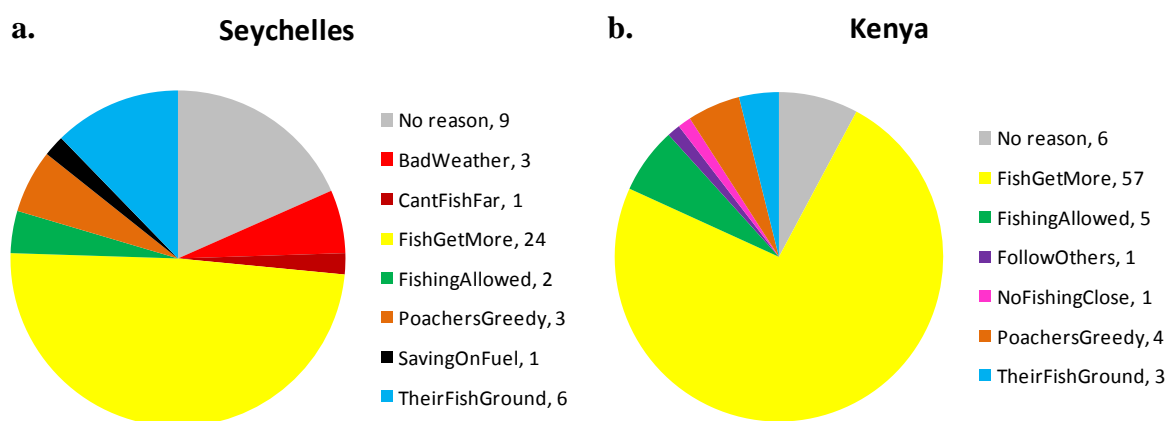 a.
Seychelles
No reason, 9
BadWeather, 3
CantFishFar, 1
FishGetMore, 24
FishingAllowed, 2
PoachersGreedy, 3
SavingOnFuel, 1
TheirFishGround, 6
b.
Kenya
No reason, 6
FishGetMore, 57
FishingAllowed, 5
FollowOthers, 1
NoFishingClose, 1
PoachersGreedy, 4
TheirFishGround, 3